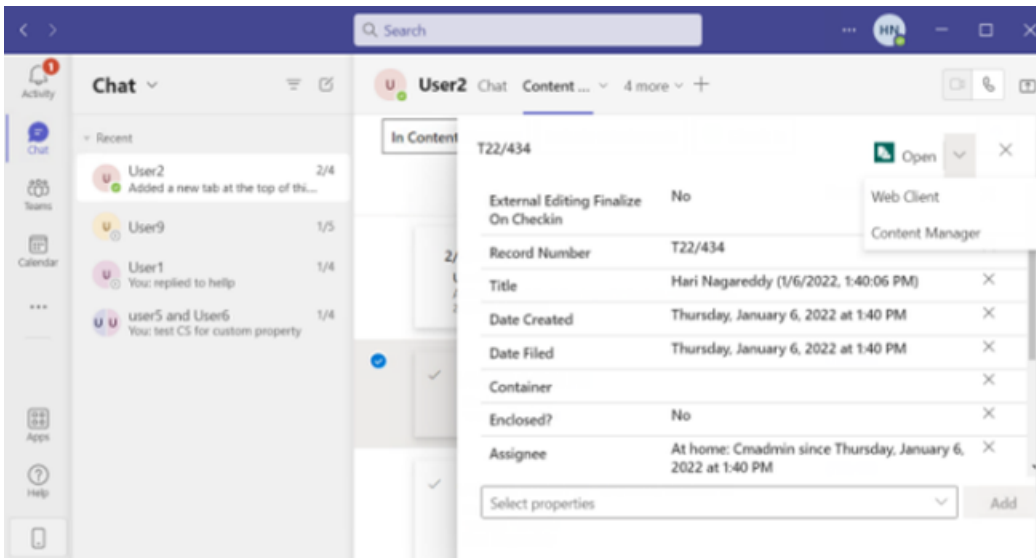 Search
HN
1
Activity
Chat
Teams
Calendar
Apps
Help
Chat
Recent
User2 2/4
Added a new tab at the top of thi...
User9 1/5
User1 1/4
You: replied to hellp
user5 and User6 1/4
You: test CS for custom property
U User2 Chat Content ... 4 more
In Content
2/
T22/434 Open
Web Client
Content Manager
External Editing Finalize On Checkin No
Record Number T22/434
Title Hari Nagareddy (1/6/2022, 1:40:06 PM)
Date Created Thursday, January 6, 2022 at 1:40 PM
Date Filed Thursday, January 6, 2022 at 1:40 PM
Container
Enclosed? No
Assignee At home: Cmadmin since Thursday, January 6,
2022 at 1:40 PM
Select properties Add